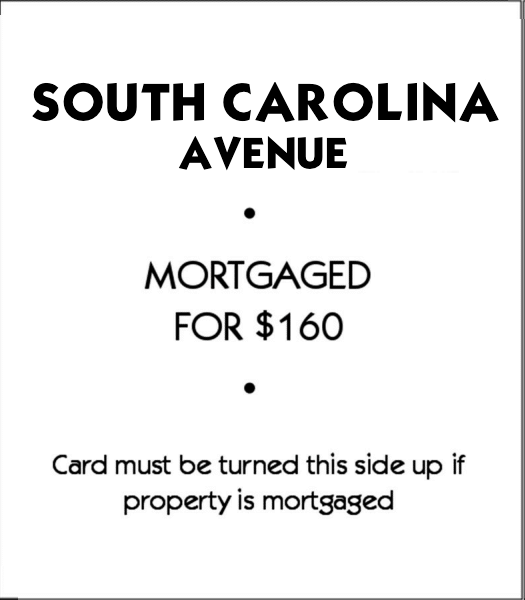 SOUTH CAROLINA
AVENUE
•
MORTGAGED
FOR $160
•
Card must be turned this side up if
property is mortgaged